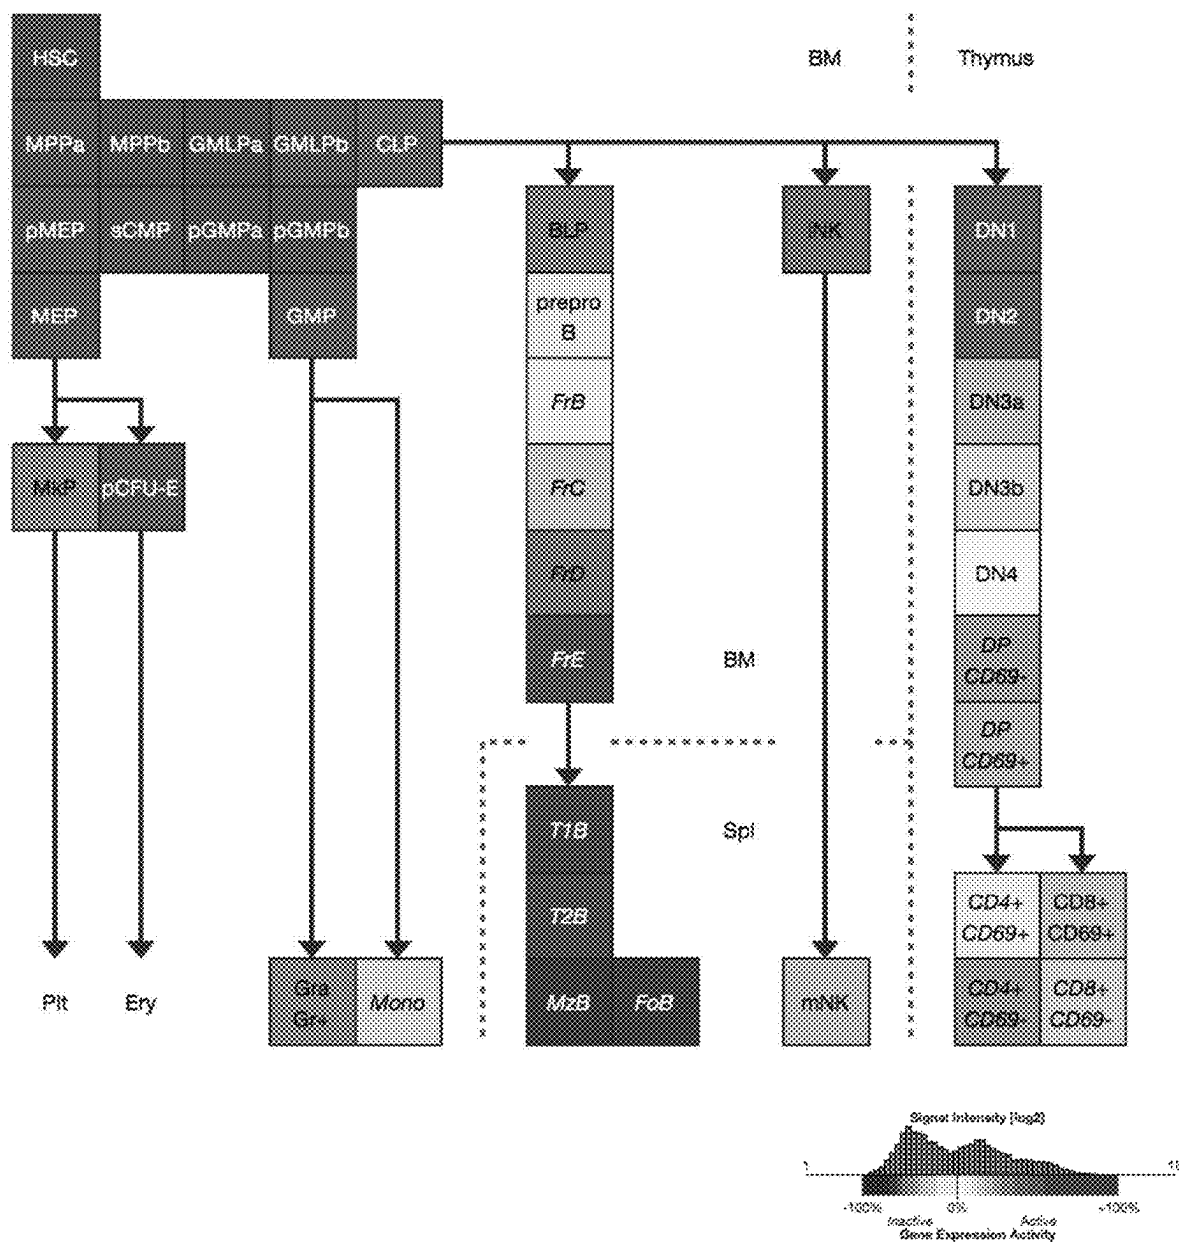 HSC
BM
Thymus
MPPa MPPb GMLPa GMLPb CLP
pMEP sCMP pGMPa pGMPb
BLP
iNK
DN1
MEP
GMP
prepro
B
DN2
FrB
DN3a
MkP pCFU-E
FrC
DN3b
FrD
DN4
FrE
BM
DP
CD69-
DP
CD69+
T1B
Spl
T2B
CD4+
CD69+
CD8+
CD69+
Plt
Ery
Gra
Gr+
Mono
MzB
FoB
mNK
CD4+
CD69-
CD8+
CD69-
Signal Intensity [log2]
-100%
0%
+100%
Inactive
Active
Gene Expression Activity